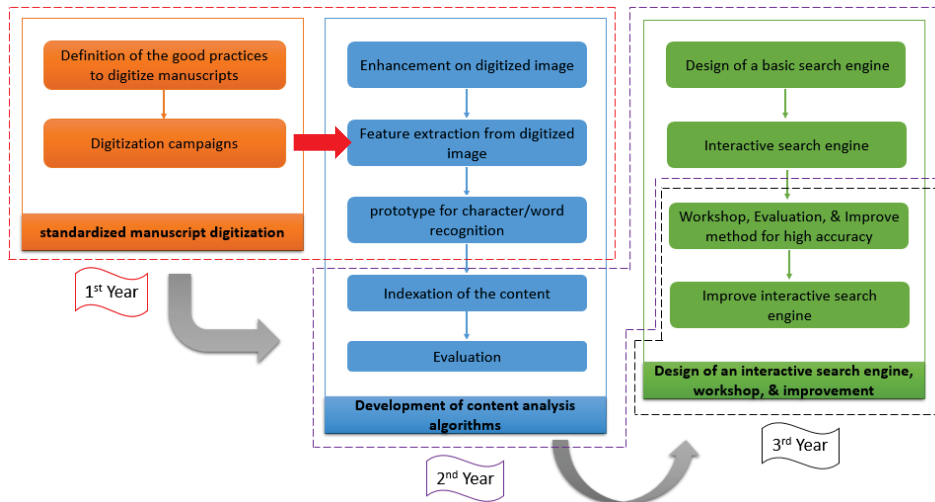 Definition of the good practices
to digitize manuscripts
Digitization campaigns
standardized manuscript digitization
1st Year
Enhancement on digitized image
Feature extraction from digitized
image
prototype for character/word
recognition
Indexation of the content
Evaluation
Development of content analysis
algorithms
2nd Year
Design of a basic search engine
Interactive search engine
Workshop, Evaluation, & Improve
method for high accuracy
Improve interactive search
engine
Design of an interactive search engine,
workshop, & improvement
3rd Year